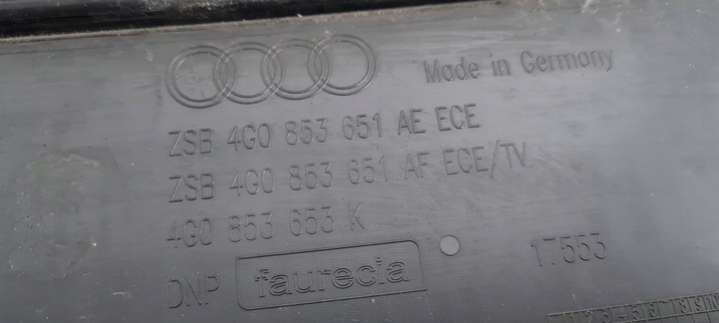 Made in Germany
ZSB 4G0 853 651 AE ECE
ZSB 4G0 853 651 AF ECE/TV
4G0 853 653 K
DNP faurecia 17553